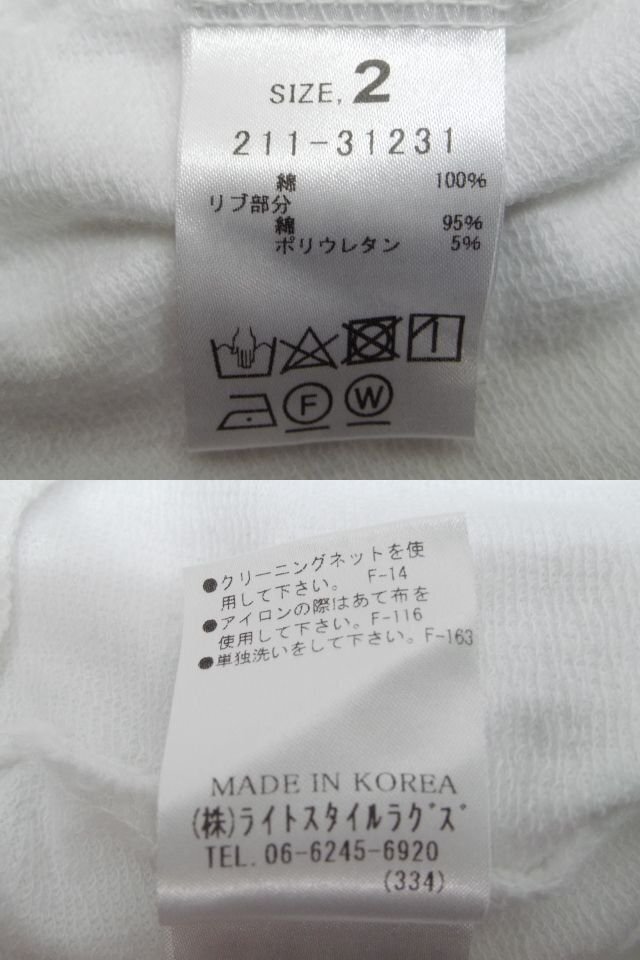 SIZE, 2
211-31231
綿 100%
リブ部分
綿 95%
ポリウレタン 5%
F W
●クリーニングネットを使
用して下さい。 F-14
●アイロンの際はあて布を
使用して下さい。F-116
●単独洗いをして下さい。F-163
MADE IN KOREA
(株)ライトスタイルラグズ
TEL. 06-6245-6920
(334)